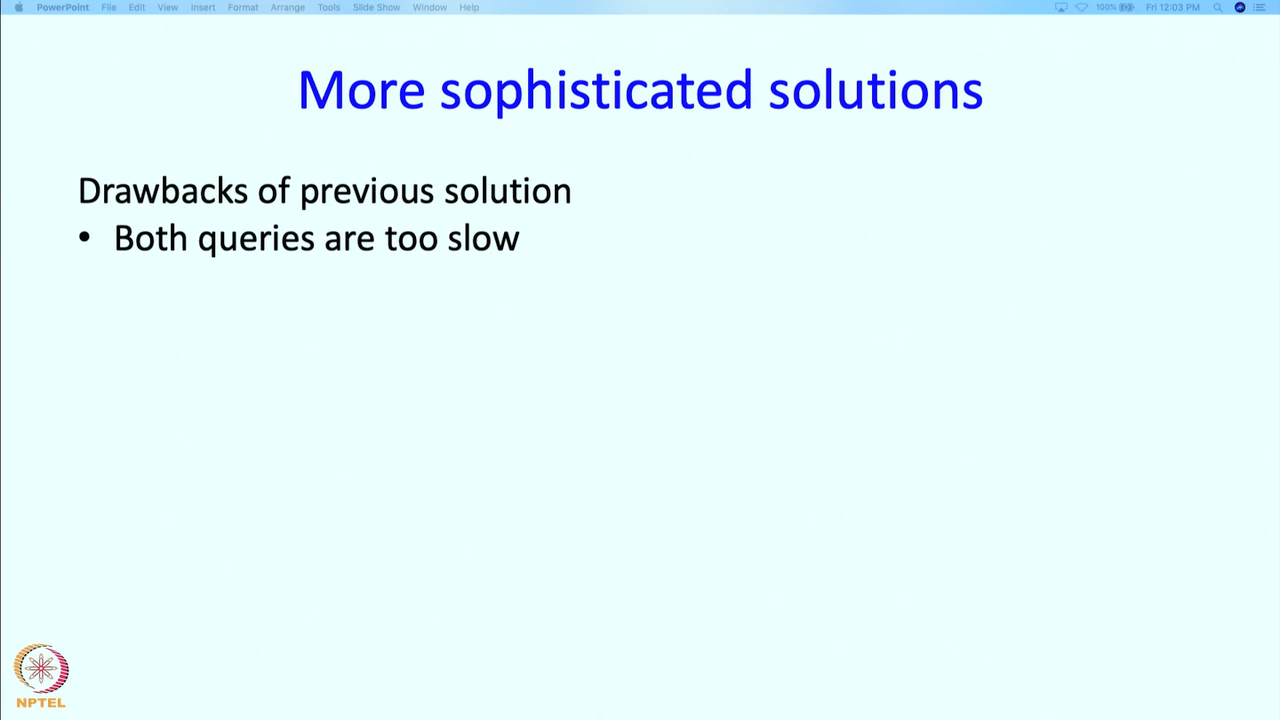 PowerPoint File Edit View Insert Format Arrange Tools Slide Show Window Help 100% Fri 12:03 PM
More sophisticated solutions
Drawbacks of previous solution
• Both queries are too slow
NPTEL